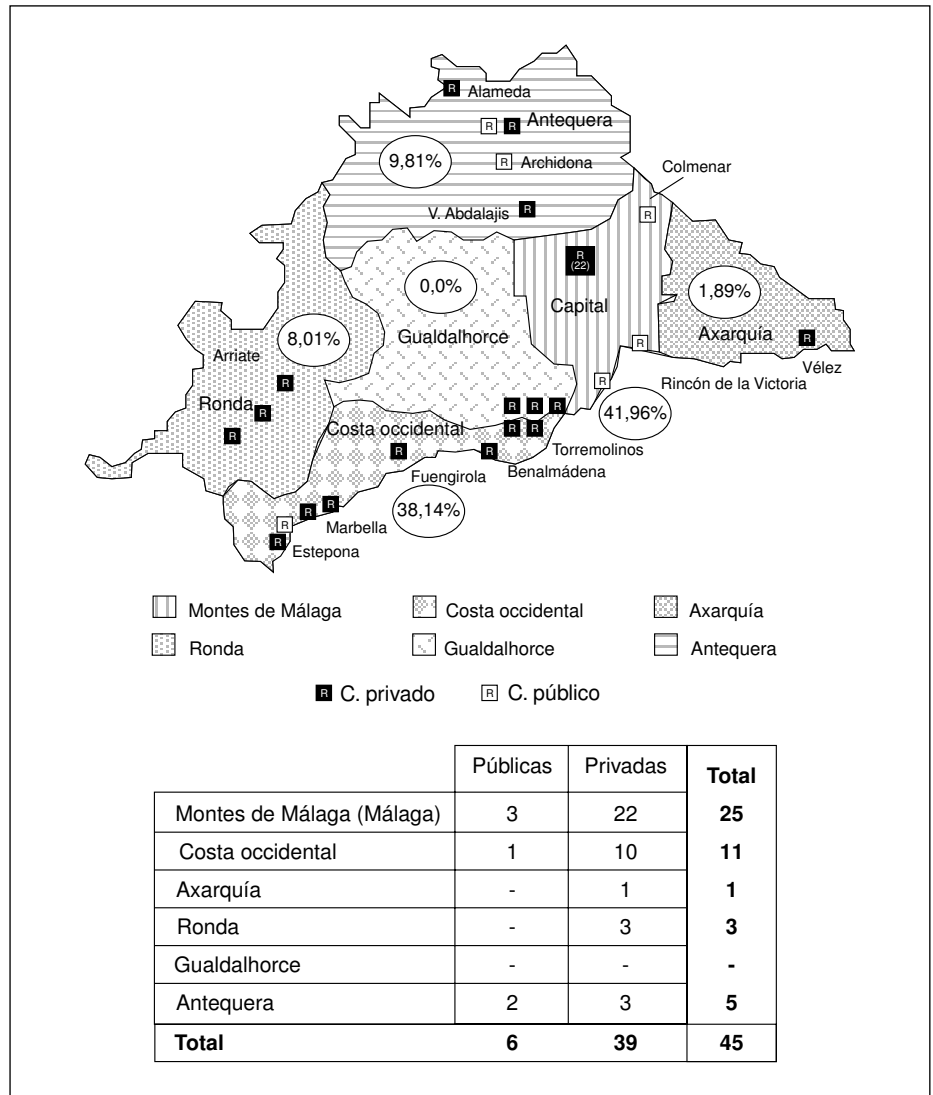 R Alameda
R R Antequera
9,81%
R Archidona
Colmenar
V. Abdalajis R
R
R
(22)
0,0%
1,89%
Capital
Gualdalhorce
8,01%
Axarquía
Arriate
R
R
Vélez
Rincón de la Victoria
R
R
Ronda
R
R R R
41,96%
R
Costa occidental
R R
Torremolinos
R
R
Benalmádena
Fuengirola
38,14%
R R
Marbella
R
R
Estepona
Montes de Málaga Costa occidental Axarquía
Ronda Gualdalhorce Antequera
R C. privado R C. público
Públicas Privadas Total
Montes de Málaga (Málaga) 3 22 25
Costa occidental 1 10 11
Axarquía - 1 1
Ronda - 3 3
Gualdalhorce - - -
Antequera 2 3 5
Total 6 39 45